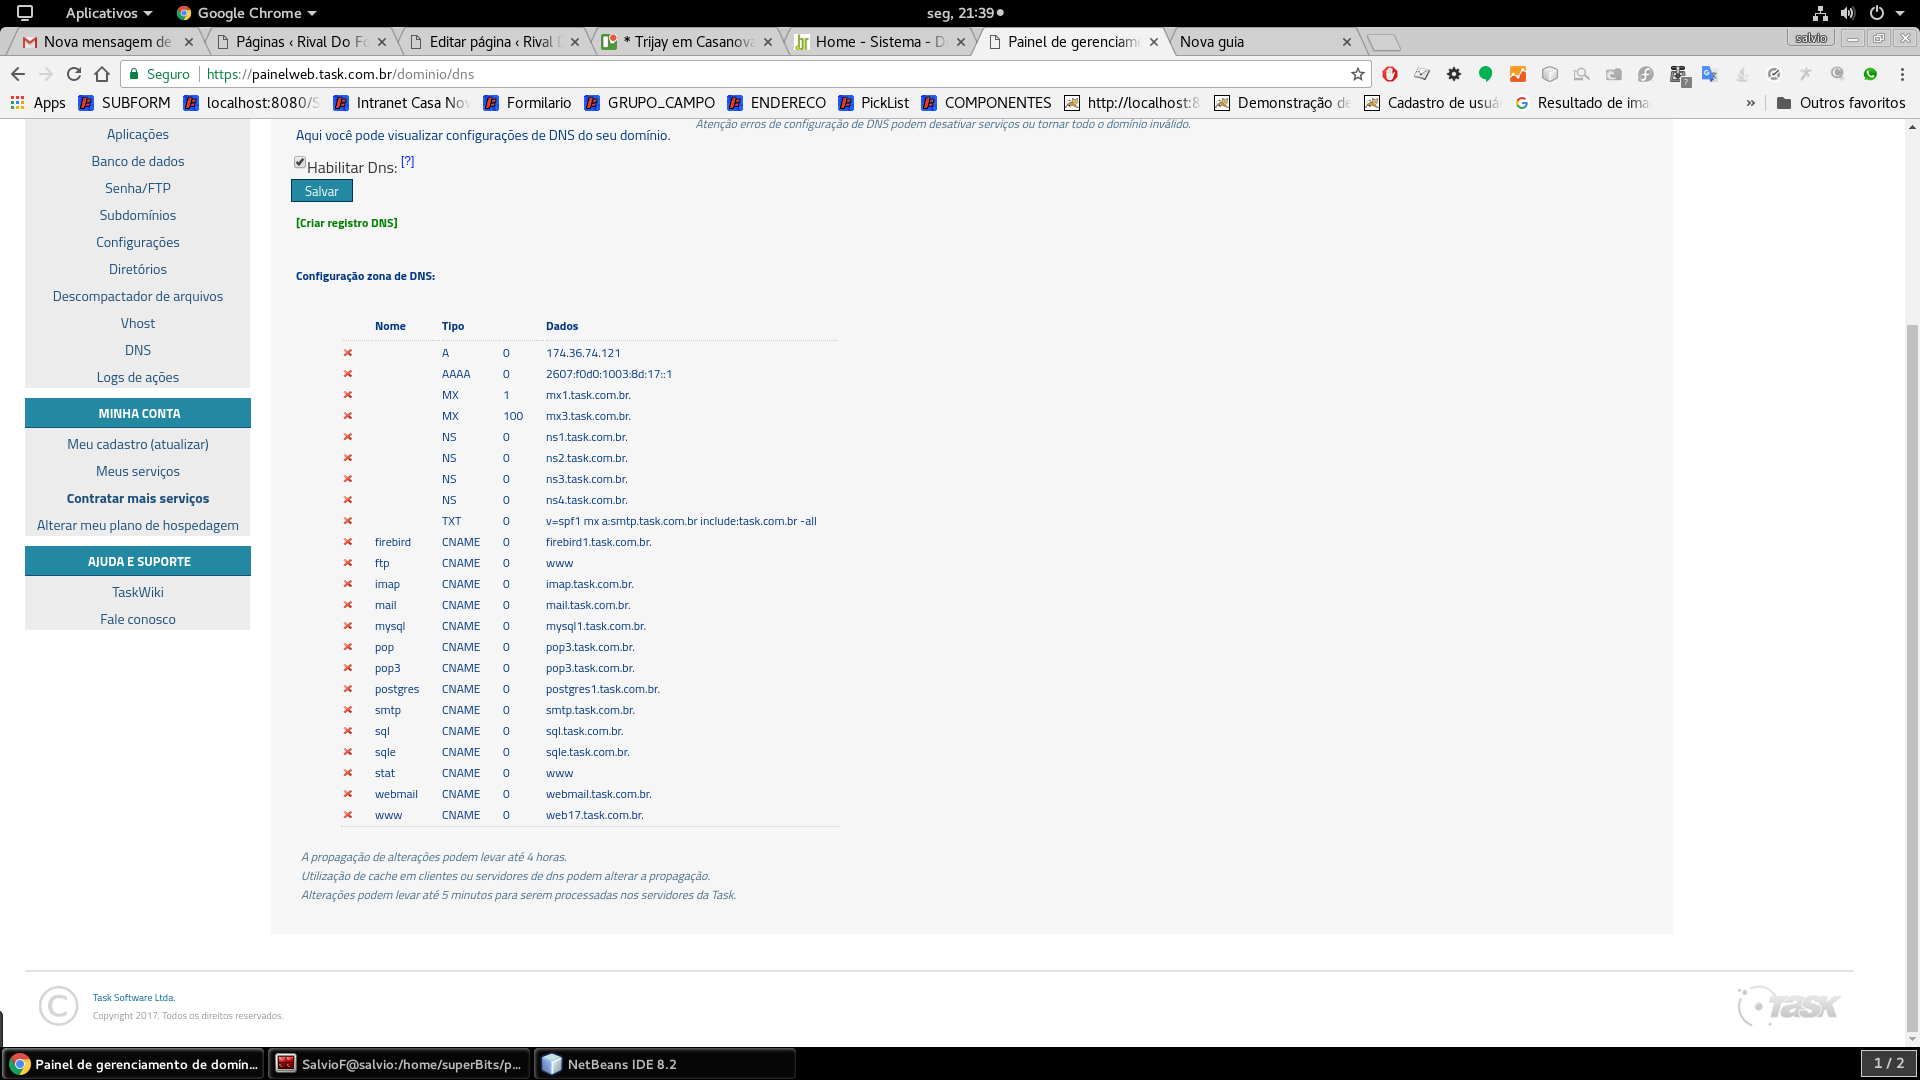 Aplicativos
Google Chrome
seg, 21:39
Nova mensagem de
Páginas ‹ Rival Do Fo
Editar página ‹ Rival D
* Trijay em Casanova
Home - Sistema - D
Painel de gerenciame
Nova guia
salvio
Seguro
https://painelweb.task.com.br/dominio/dns
Apps
SUBFORM
localhost:8080/S
Intranet Casa Nov
Formilario
GRUPO_CAMPO
ENDERECO
PickList
COMPONENTES
http://localhost:8
Demonstração de
Cadastro de usuá
Resultado de ima
»
Outros favoritos
Aplicações
Banco de dados
Senha/FTP
Subdomínios
Configurações
Diretórios
Descompactador de arquivos
Vhost
DNS
Logs de ações
MINHA CONTA
Meu cadastro (atualizar)
Meus serviços
Contratar mais serviços
Alterar meu plano de hospedagem
AJUDA E SUPORTE
TaskWiki
Fale conosco
Aqui você pode visualizar configurações de DNS do seu domínio.
Atenção erros de configuração de DNS podem desativar serviços ou tornar todo o domínio inválido.
Habilitar Dns: [?]
Salvar
[Criar registro DNS]
Configuração zona de DNS:
Nome Tipo Dados
A 0 174.36.74.121
AAAA 0 2607:f0d0:1003:8d:17::1
MX 1 mx1.task.com.br.
MX 100 mx3.task.com.br.
NS 0 ns1.task.com.br.
NS 0 ns2.task.com.br.
NS 0 ns3.task.com.br.
NS 0 ns4.task.com.br.
TXT 0 v=spf1 mx a:smtp.task.com.br include:task.com.br -all
firebird CNAME 0 firebird1.task.com.br.
ftp CNAME 0 www
imap CNAME 0 imap.task.com.br.
mail CNAME 0 mail.task.com.br.
mysql CNAME 0 mysql1.task.com.br.
pop CNAME 0 pop3.task.com.br.
pop3 CNAME 0 pop3.task.com.br.
postgres CNAME 0 postgres1.task.com.br.
smtp CNAME 0 smtp.task.com.br.
sql CNAME 0 sql.task.com.br.
sqle CNAME 0 sqle.task.com.br.
stat CNAME 0 www
webmail CNAME 0 webmail.task.com.br.
www CNAME 0 web17.task.com.br.
A propagação de alterações podem levar até 4 horas.
Utilização de cache em clientes ou servidores de dns podem alterar a propagação.
Alterações podem levar até 5 minutos para serem processadas nos servidores da Task.
Task Software Ltda.
Copyright 2017. Todos os direitos reservados.
TASK
Painel de gerenciamento de domín...
SalvioF@salvio:/home/superBits/p...
NetBeans IDE 8.2
1 / 2